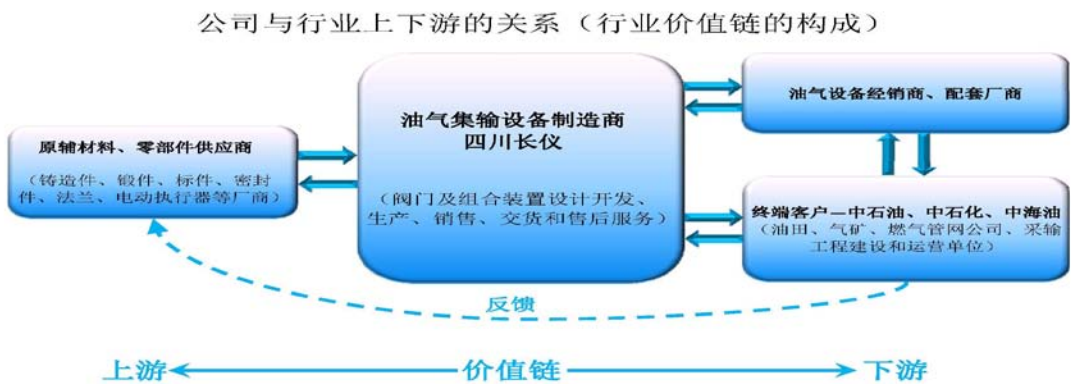 公司与行业上下游的关系（行业价值链的构成）
原辅材料、零部件供应商
（铸造件、锻件、标件、密封
件、法兰、电动执行器等厂商）
油气集输设备制造商
四川长仪
（阀门及组合装置设计开发、
生产、销售、交货和售后服务）
油气设备经销商、配套厂商
终端客户—中石油、中石化、中海油
（油田、气矿、燃气管网公司、采输
工程建设和运营单位）
反馈
上游
价值链
下游